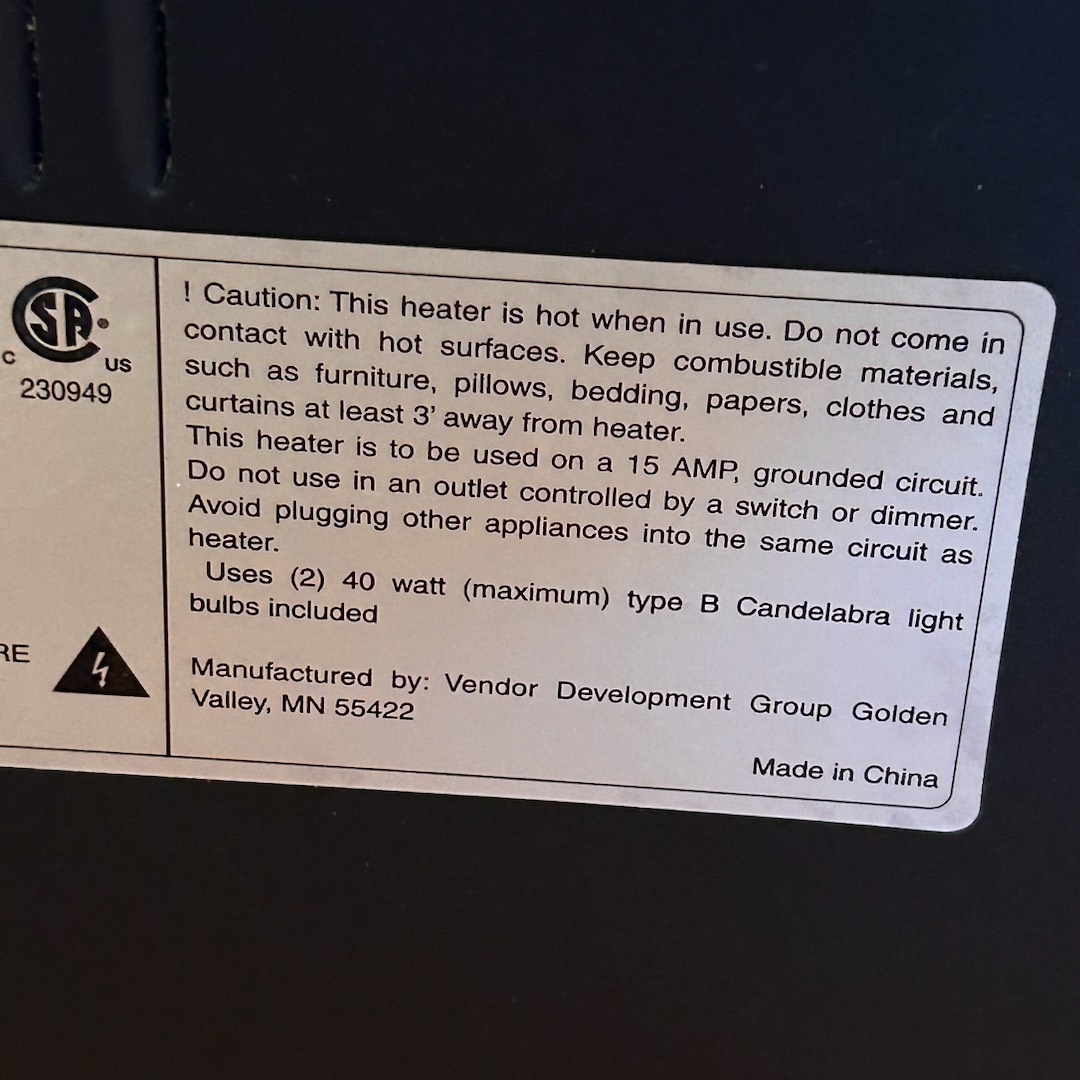 SA
C US
230949
RE
! Caution: This heater is hot when in use. Do not come in
contact with hot surfaces. Keep combustible materials,
such as furniture, pillows, bedding, papers, clothes and
curtains at least 3' away from heater.
This heater is to be used on a 15 AMP, grounded circuit.
Do not use in an outlet controlled by a switch or dimmer.
Avoid plugging other appliances into the same circuit as
heater.
Uses (2) 40 watt (maximum) type B Candelabra light
bulbs included
Manufactured by: Vendor Development Group Golden
Valley, MN 55422
Made in China